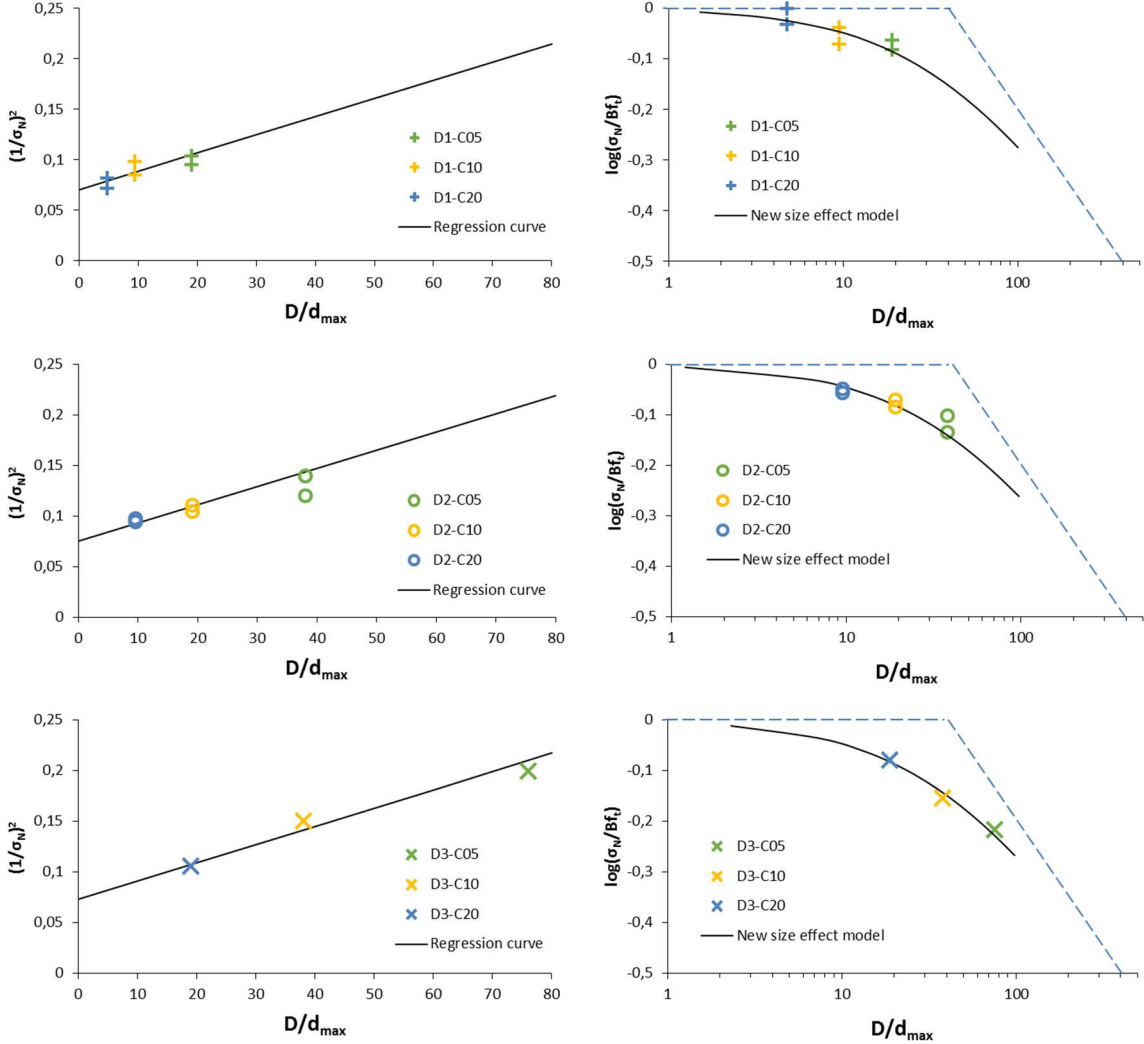 0,25
0,2
0,15
0,1
0,05
0
(1/σN)²
D1-C05
D1-C10
D1-C20
Regression curve
0 10 20 30 40 50 60 70 80
D/dmax
0
-0,1
-0,2
-0,3
-0,4
-0,5
log(σN/Bft)
D1-C05
D1-C10
D1-C20
New size effect model
1 10 100
D/dmax
0,25
0,2
0,15
0,1
0,05
0
(1/σN)²
D2-C05
D2-C10
D2-C20
Regression curve
0 10 20 30 40 50 60 70 80
D/dmax
0
-0,1
-0,2
-0,3
-0,4
-0,5
log(σN/Bft)
D2-C05
D2-C10
D2-C20
New size effect model
1 10 100
D/dmax
0,25
0,2
0,15
0,1
0,05
0
(1/σN)²
D3-C05
D3-C10
D3-C20
Regression curve
0 10 20 30 40 50 60 70 80
D/dmax
0
-0,1
-0,2
-0,3
-0,4
-0,5
log(σN/Bft)
D3-C05
D3-C10
D3-C20
New size effect model
1 10 100
D/dmax